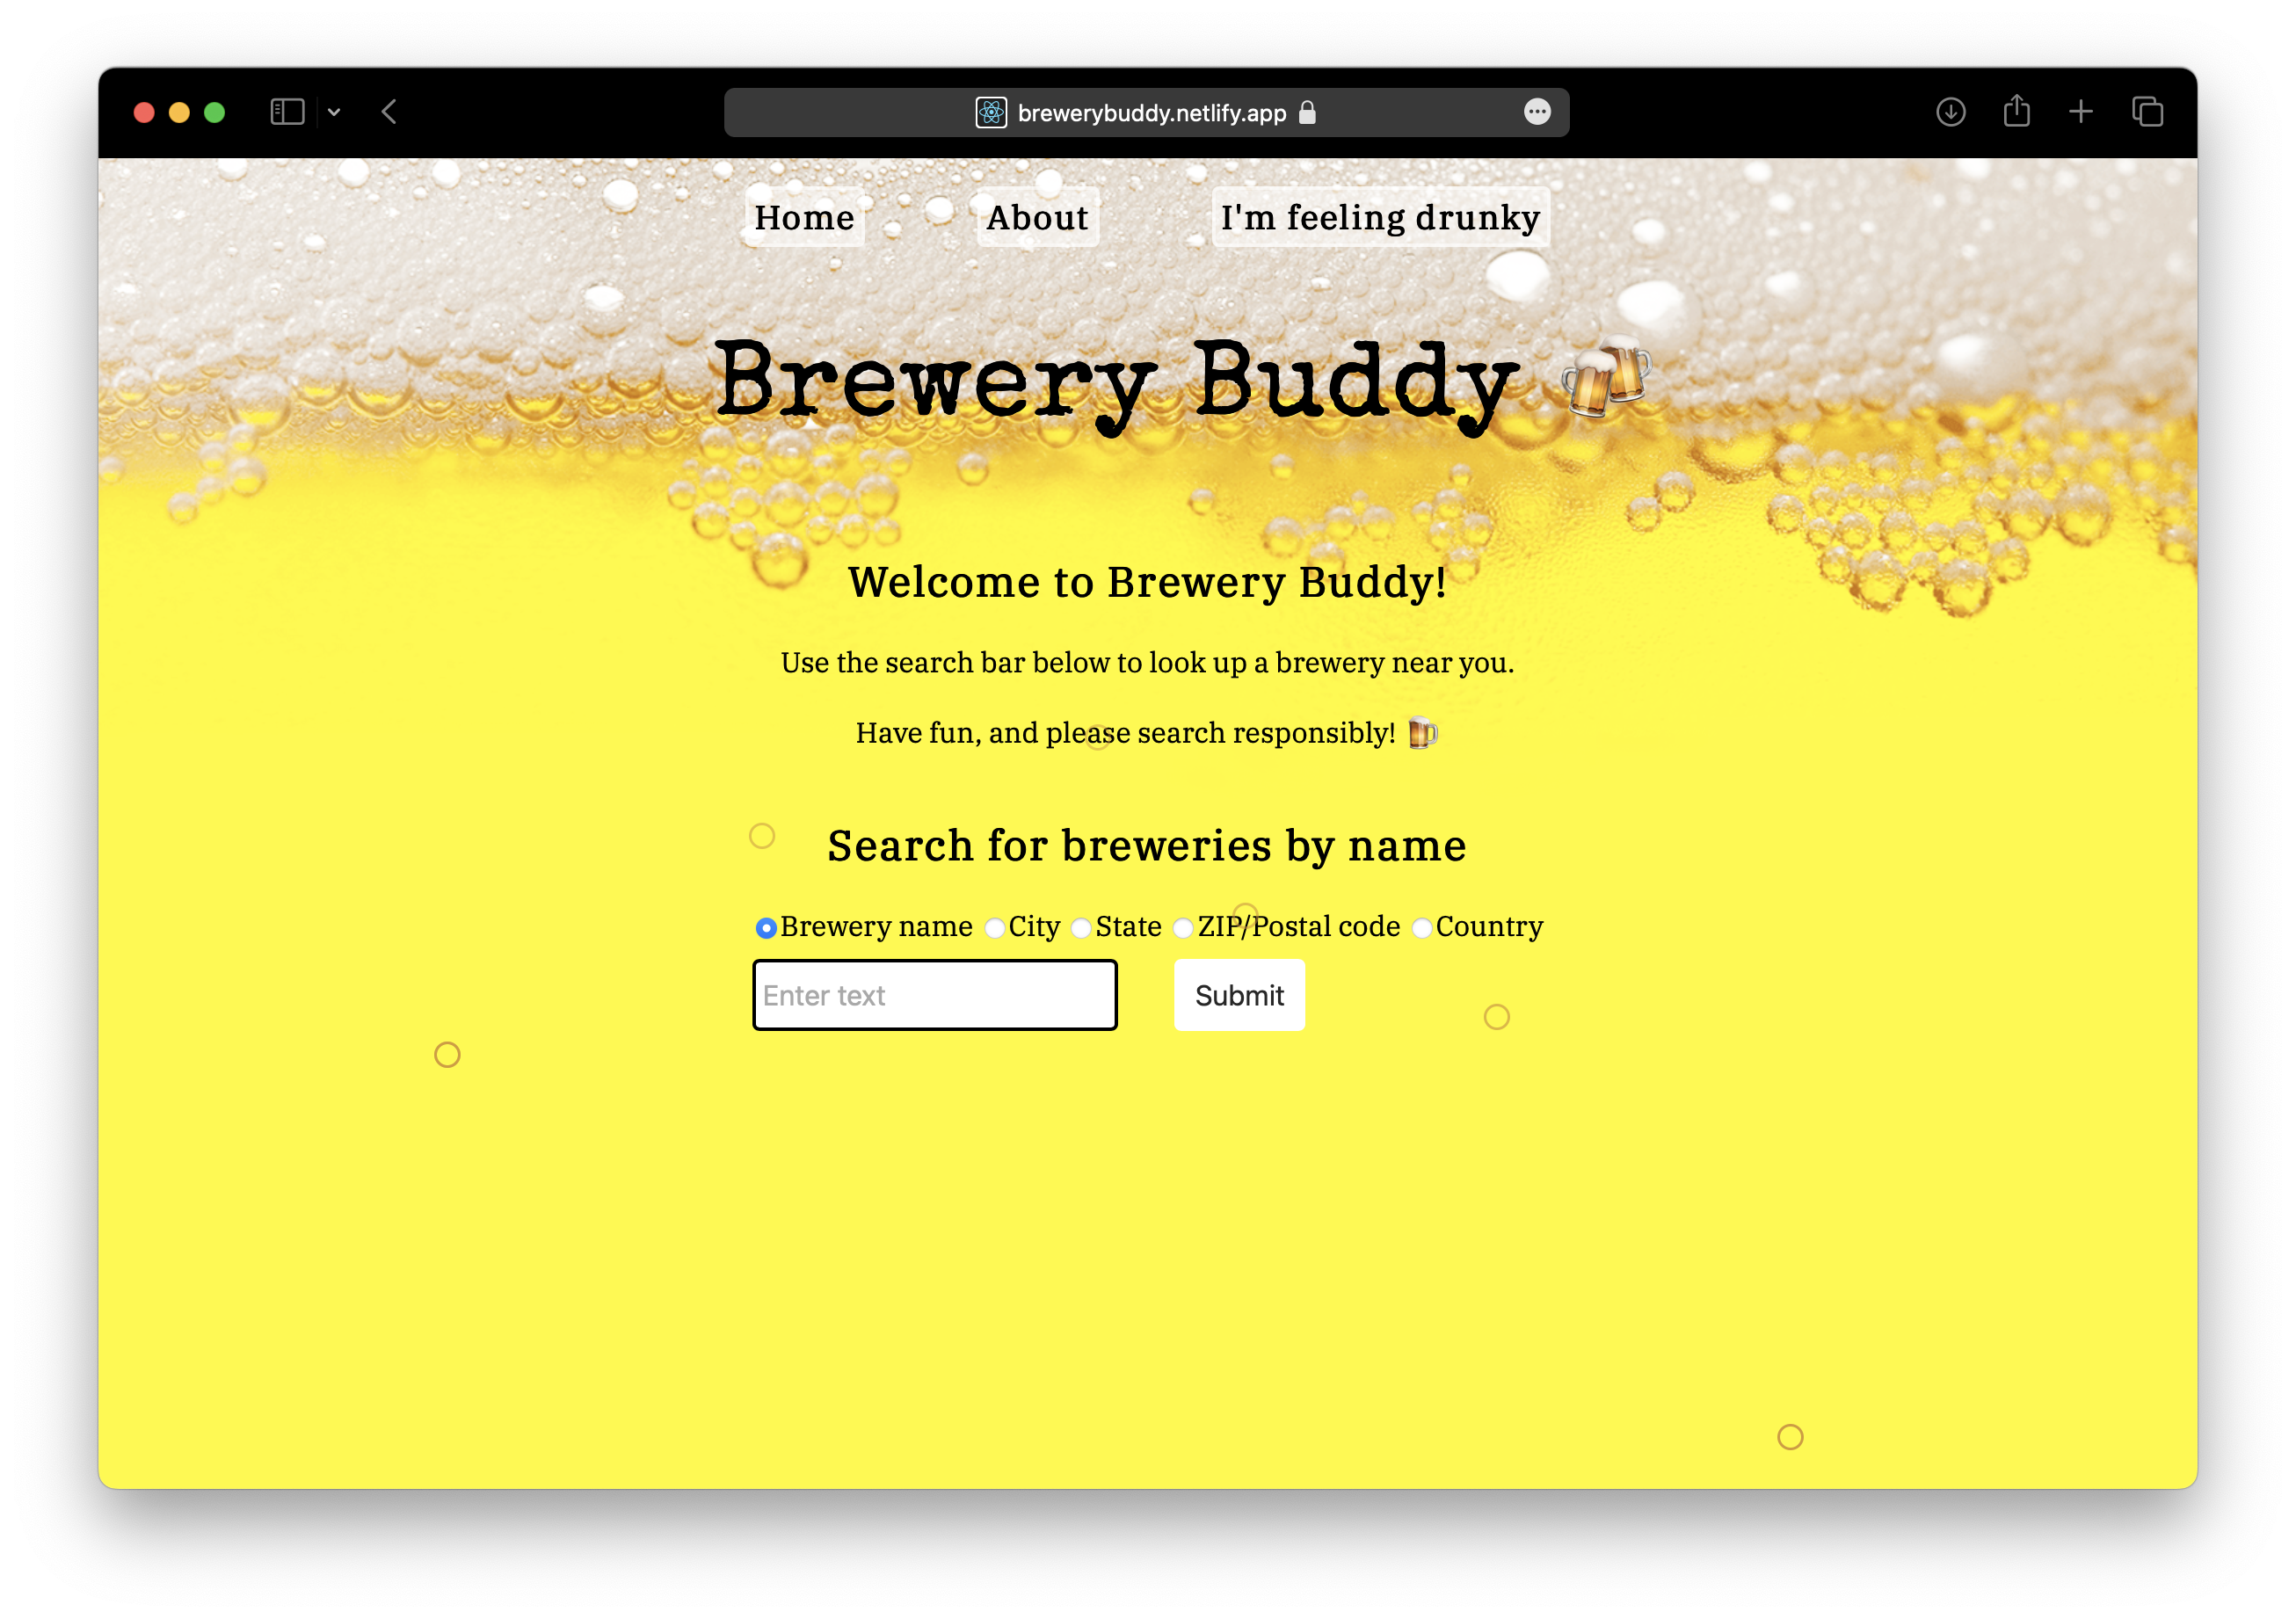 brewerybuddy.netlify.app
Home About I'm feeling drunky
Brewery Buddy 🍻
Welcome to Brewery Buddy!
Use the search bar below to look up a brewery near you.
Have fun, and please search responsibly! 🍺
Search for breweries by name
Brewery name City State ZIP/Postal code Country
Enter text Submit